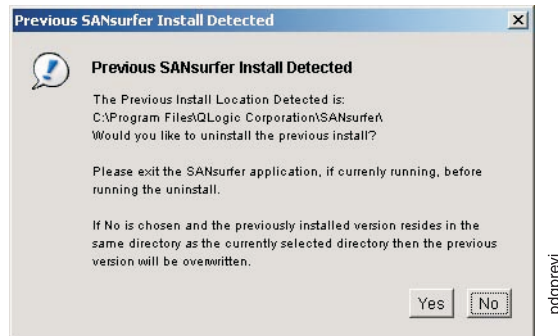 Previous SANsurfer Install Detected
Previous SANsurfer Install Detected
The Previous Install Location Detected is:
C:\Program Files\QLogic Corporation\SANsurfer\
Would you like to uninstall the previous install?
Please exit the SANsurfer application, if currenly running, before
running the uninstall.
If No is chosen and the previously installed version resides in the
same directory as the currently selected directory then the previous
version will be overwritten.
Yes No